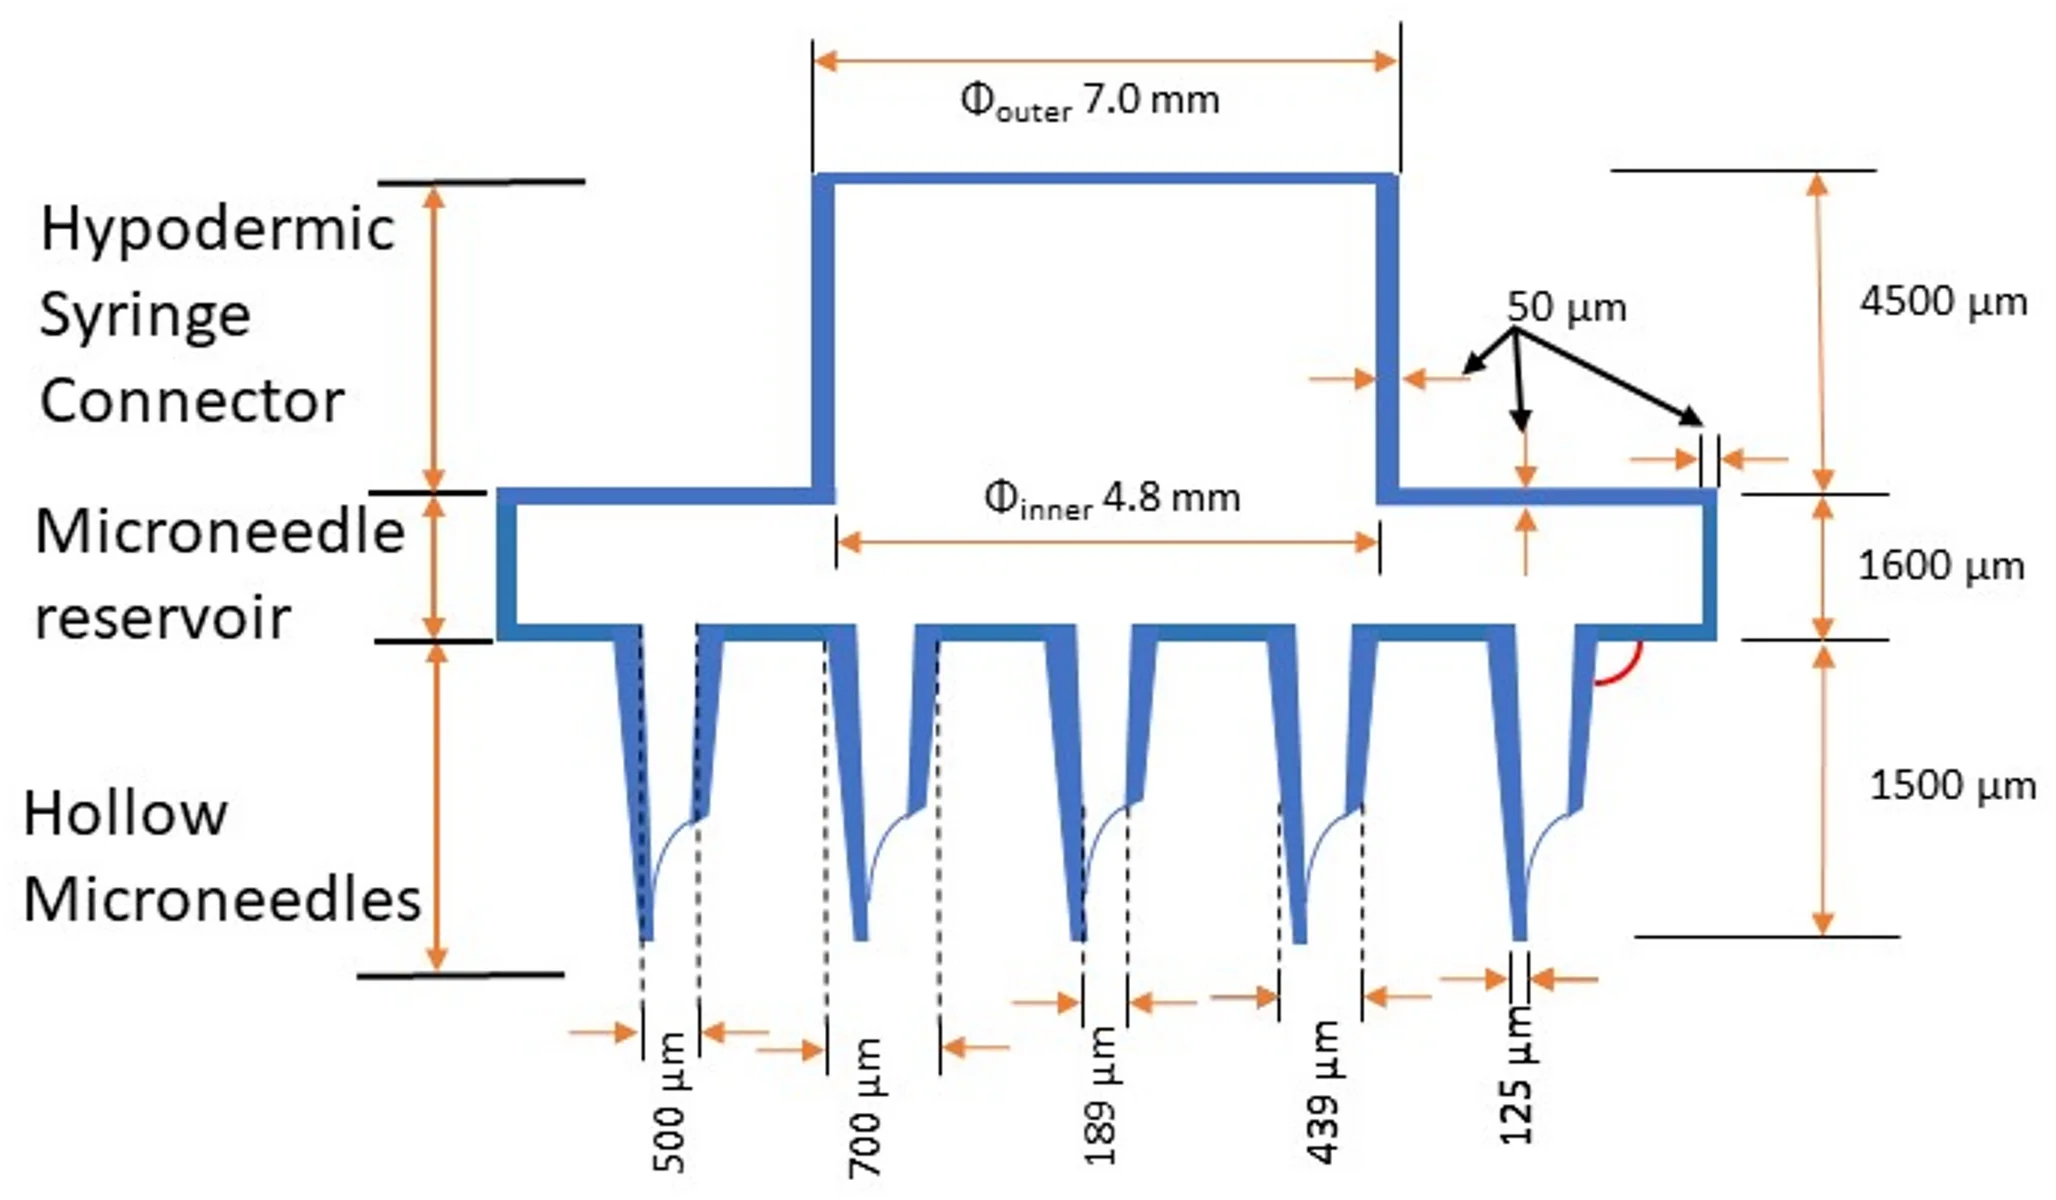 Φouter 7.0 mm
Hypodermic
Syringe
Connector
50 μm
4500 μm
Φinner 4.8 mm
Microneedle
reservoir
1600 μm
Hollow
Microneedles
1500 μm
500 μm
700 μm
189 μm
439 μm
125 μm